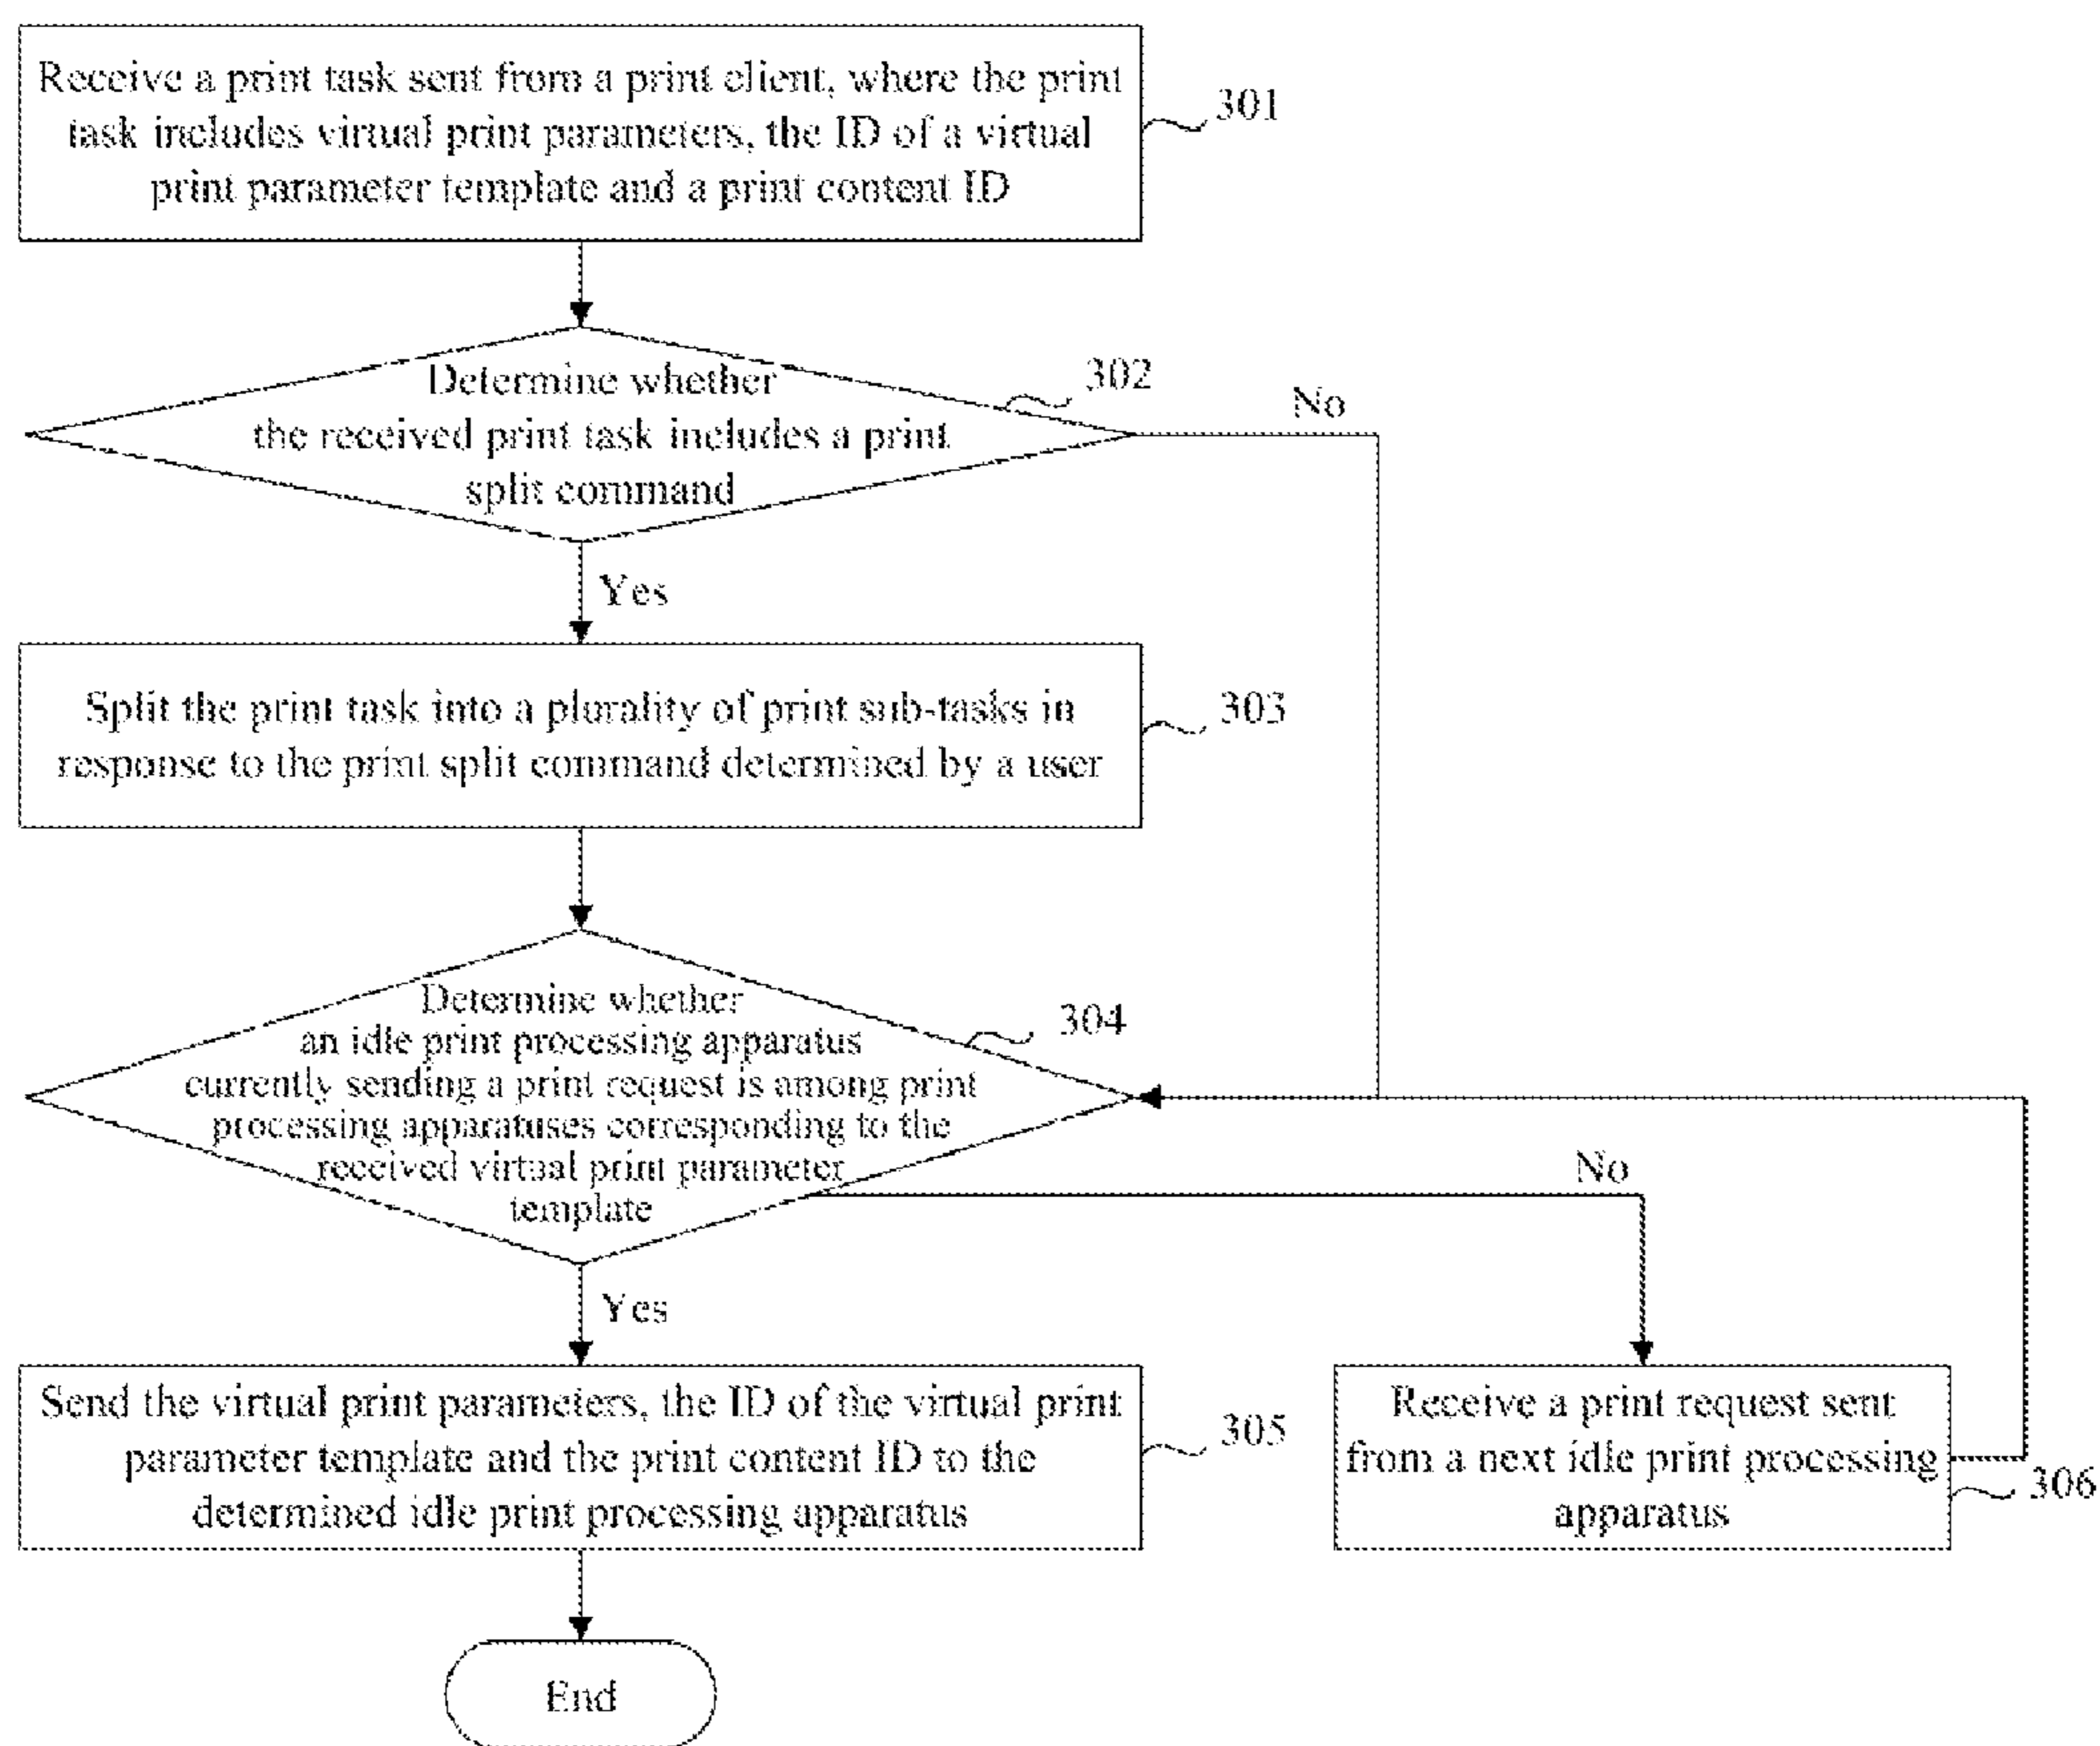 Receive a print task sent from a print client, where the print
task includes virtual print parameters, the ID of a virtual
print parameter template and a print content ID
301
Determine whether
the received print task includes a print
split command
302
No
Yes
Split the print task into a plurality of print sub-tasks in
response to the print split command determined by a user
303
Determine whether
an idle print processing apparatus
currently sending a print request is among print
processing apparatuses corresponding to the
received virtual print parameter
template
304
No
Yes
Send the virtual print parameters, the ID of the virtual print
parameter template and the print content ID to the
determined idle print processing apparatus
305
Receive a print request sent
from a next idle print processing
apparatus
306
End